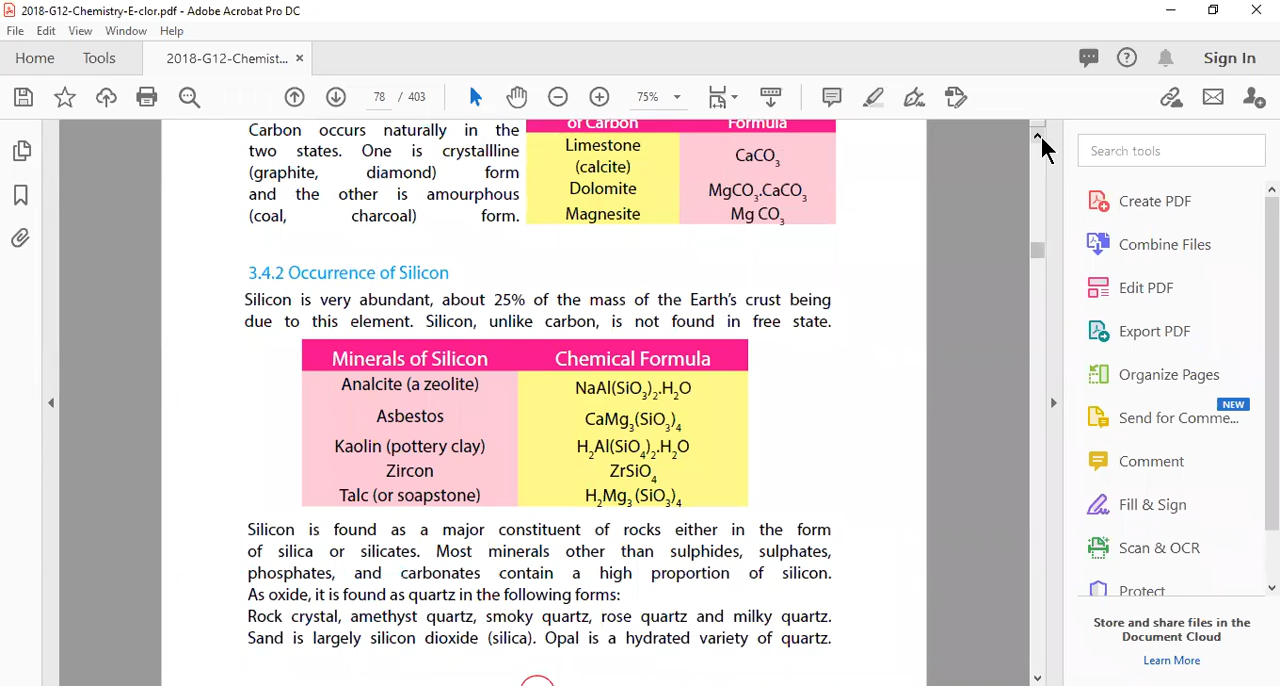 2018-G12-Chemistry-E-clor.pdf - Adobe Acrobat Pro DC
File Edit View Window Help
Home Tools 2018-G12-Chemist... × Sign In
78 / 403 75%
Carbon occurs naturally in the
two states. One is crystallline
(graphite, diamond) form
and the other is amourphous
(coal, charcoal) form.
of Carbon Formula
Limestone
(calcite) CaCO3
Dolomite MgCO3.CaCO3
Magnesite Mg CO3
3.4.2 Occurrence of Silicon
Silicon is very abundant, about 25% of the mass of the Earth's crust being
due to this element. Silicon, unlike carbon, is not found in free state.
Minerals of Silicon Chemical Formula
Analcite (a zeolite) NaAl(SiO3)2.H2O
Asbestos CaMg3(SiO3)4
Kaolin (pottery clay) H2Al(SiO4)2.H2O
Zircon ZrSiO4
Talc (or soapstone) H2Mg3 (SiO3)4
Silicon is found as a major constituent of rocks either in the form
of silica or silicates. Most minerals other than sulphides, sulphates,
phosphates, and carbonates contain a high proportion of silicon.
As oxide, it is found as quartz in the following forms:
Rock crystal, amethyst quartz, smoky quartz, rose quartz and milky quartz.
Sand is largely silicon dioxide (silica). Opal is a hydrated variety of quartz.
Search tools
Create PDF
Combine Files
Edit PDF
Export PDF
Organize Pages
NEW
Send for Comme...
Comment
Fill & Sign
Scan & OCR
Protect
Store and share files in the
Document Cloud
Learn More